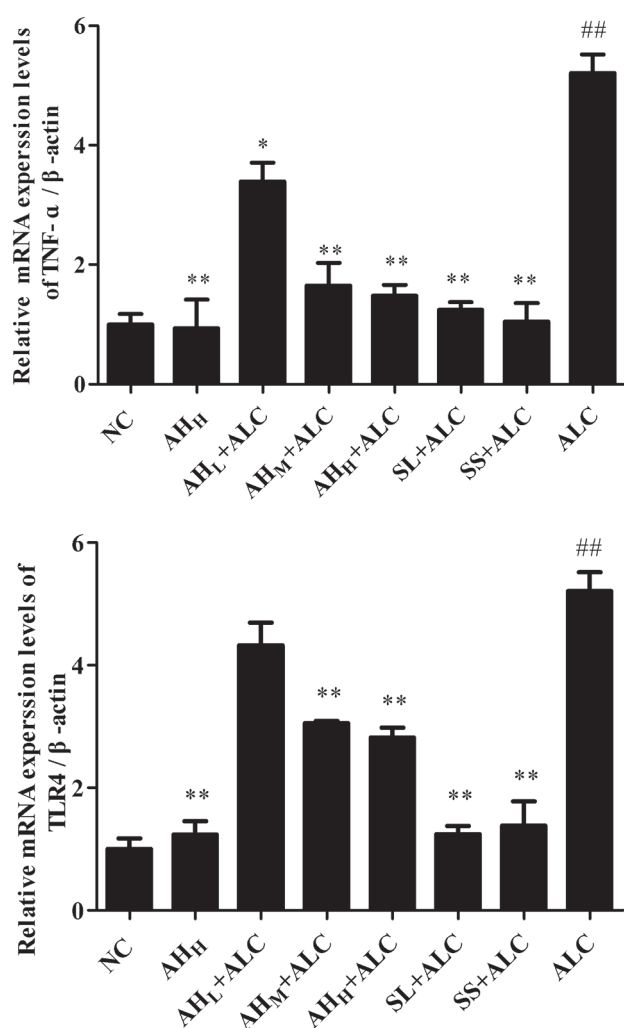 Relative mRNA experssion levels
of TNF-α / β -actin
6
4
2
0
**
*
**
**
**
**
##
NC
AHH
AHL+ALC
AHM+ALC
AHH+ALC
SL+ALC
SS+ALC
ALC
Relative mRNA experssion levels of
TLR4 / β -actin
6
4
2
0
**
**
**
**
**
##
NC
AHH
AHL+ALC
AHM+ALC
AHH+ALC
SL+ALC
SS+ALC
ALC